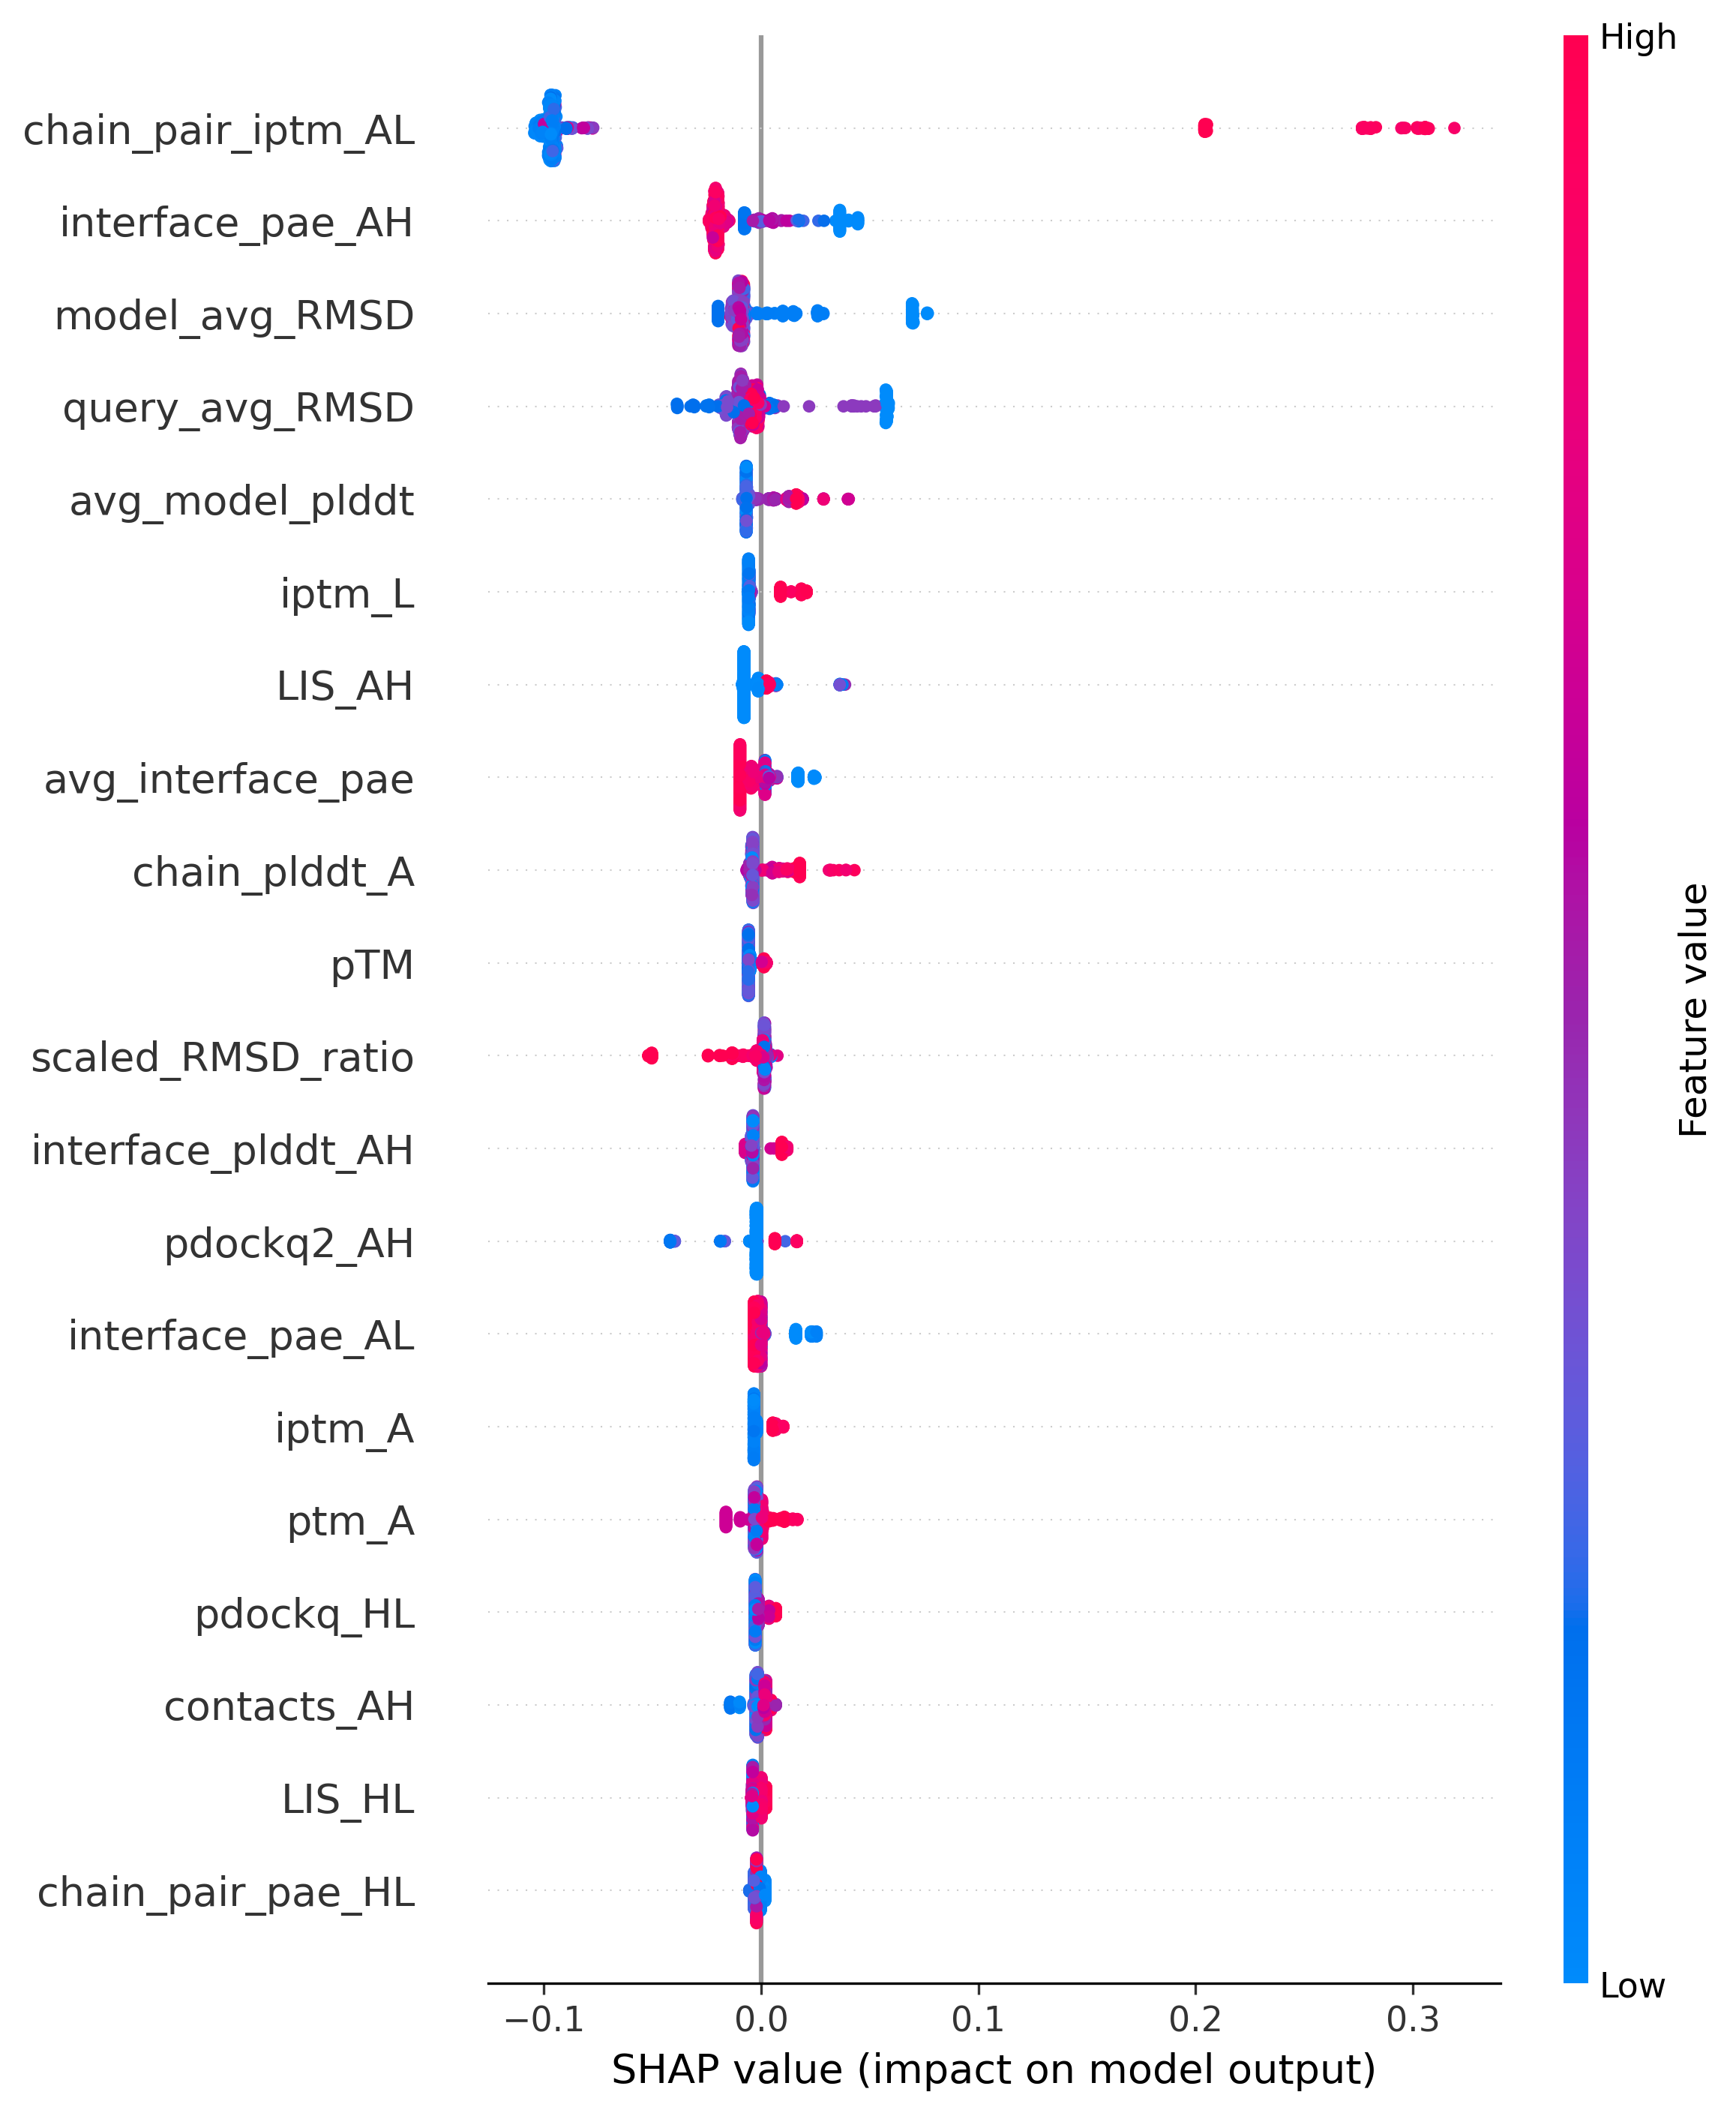 High
chain_pair_iptm_AL
interface_pae_AH
model_avg_RMSD
query_avg_RMSD
avg_model_plddt
iptm_L
LIS_AH
avg_interface_pae
chain_plddt_A
pTM
scaled_RMSD_ratio
interface_plddt_AH
pdockq2_AH
interface_pae_AL
iptm_A
ptm_A
pdockq_HL
contacts_AH
LIS_HL
chain_pair_pae_HL
Feature value
Low
−0.1 0.0 0.1 0.2 0.3
SHAP value (impact on model output)